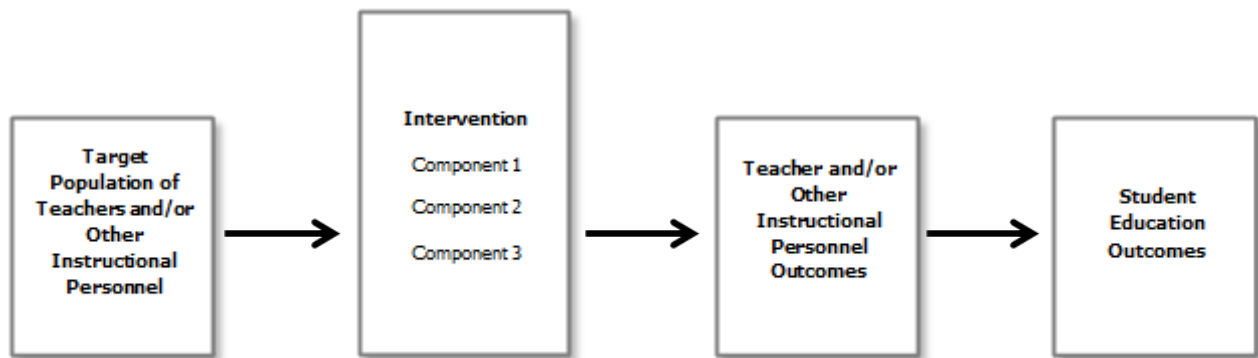 Target
Population of
Teachers and/or
Other
Instructional
Personnel
Intervention
Component 1
Component 2
Component 3
Teacher and/or
Other
Instructional
Personnel
Outcomes
Student
Education
Outcomes